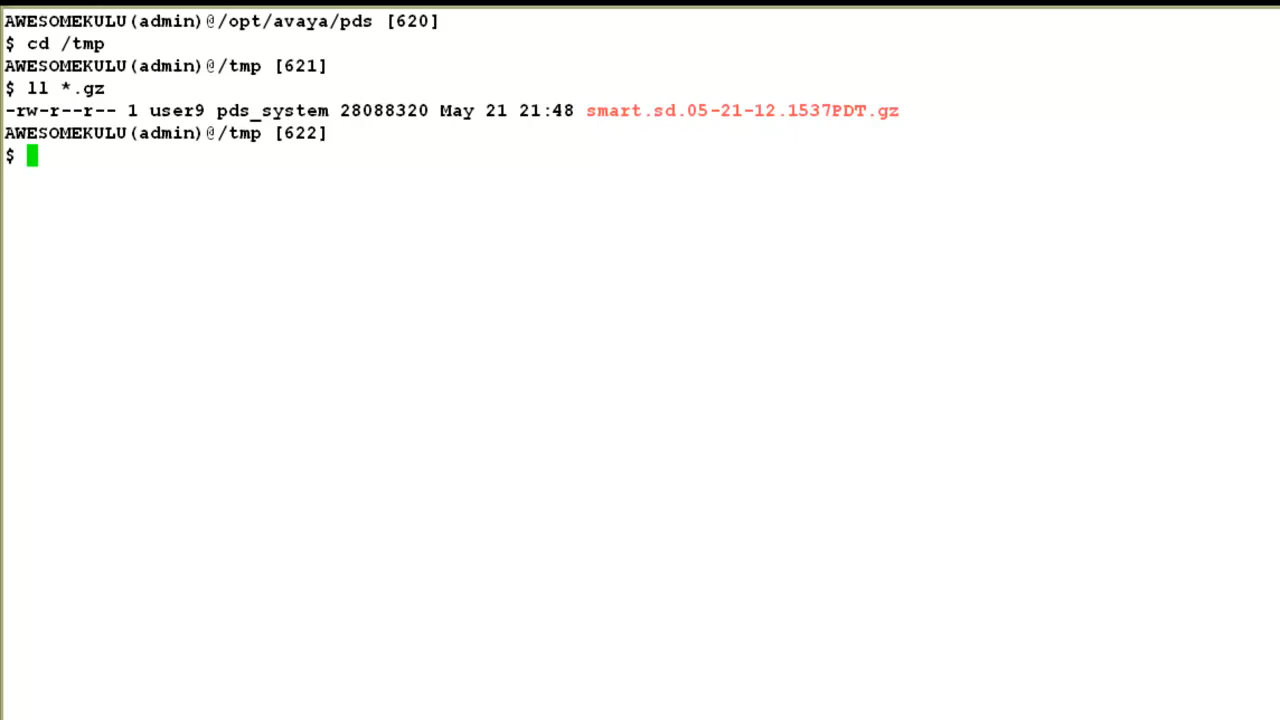 AWESOMEKULU(admin)@/opt/avaya/pds [620]
$ cd /tmp
AWESOMEKULU(admin)@/tmp [621]
$ ll *.gz
-rw-r--r-- 1 user9 pds_system 28088320 May 21 21:48 smart.sd.05-21-12.1537PDT.gz
AWESOMEKULU(admin)@/tmp [622]
$